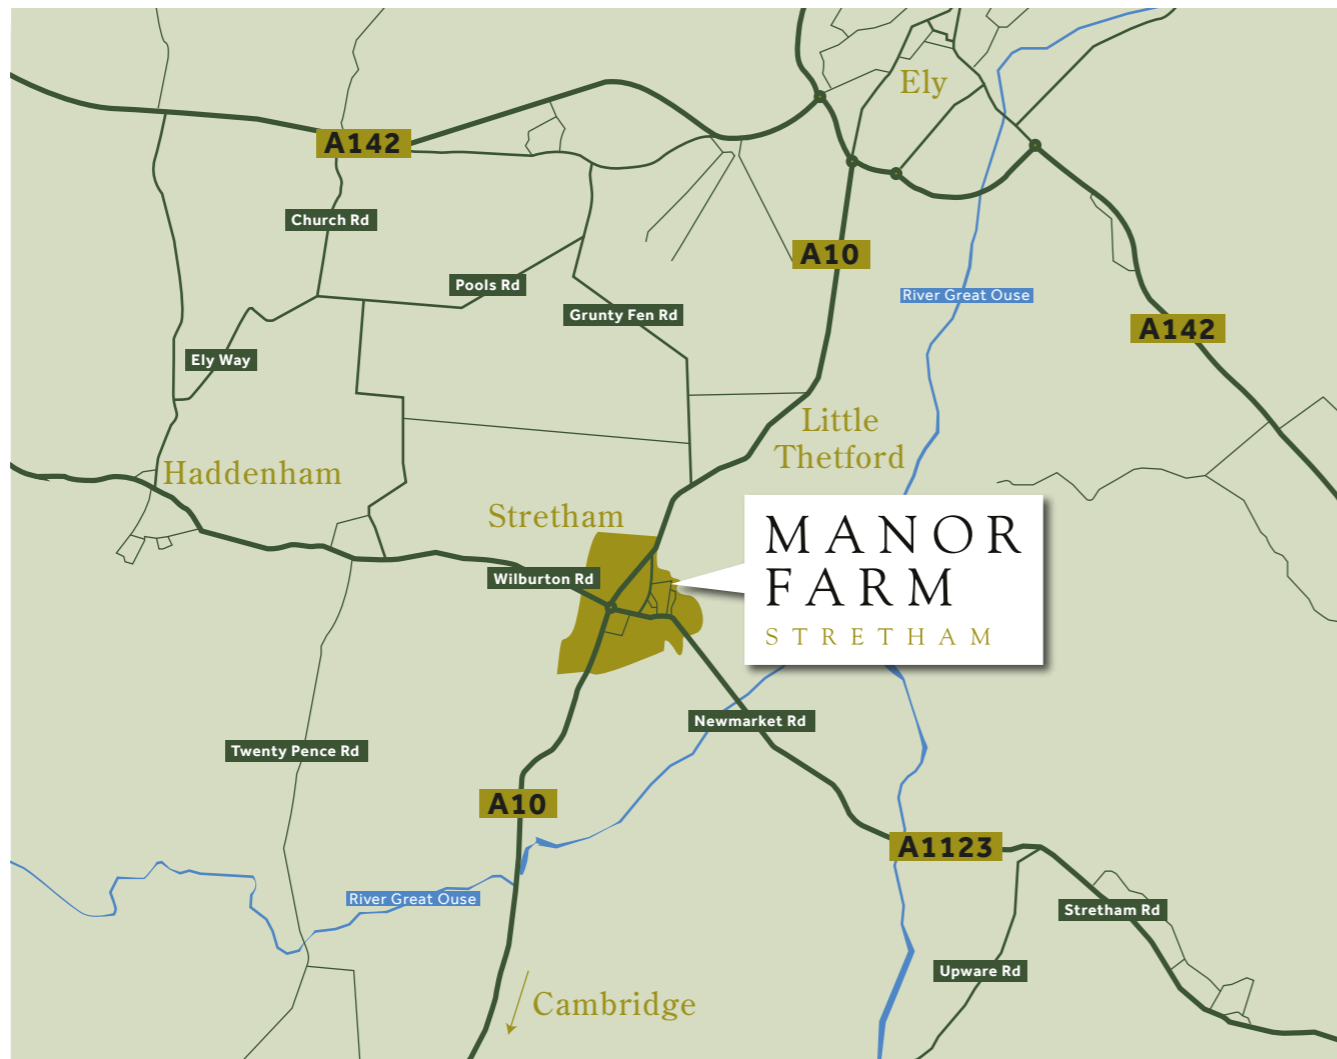 Ely
A142
Church Rd
A10
Pools Rd
River Great Ouse
Grunty Fen Rd
A142
Ely Way
Little
Thetford
Haddenham
Stretham
MANOR
FARM
STRETHAM
Wilburton Rd
Newmarket Rd
Twenty Pence Rd
A10
A1123
River Great Ouse
Stretham Rd
Upware Rd
Cambridge